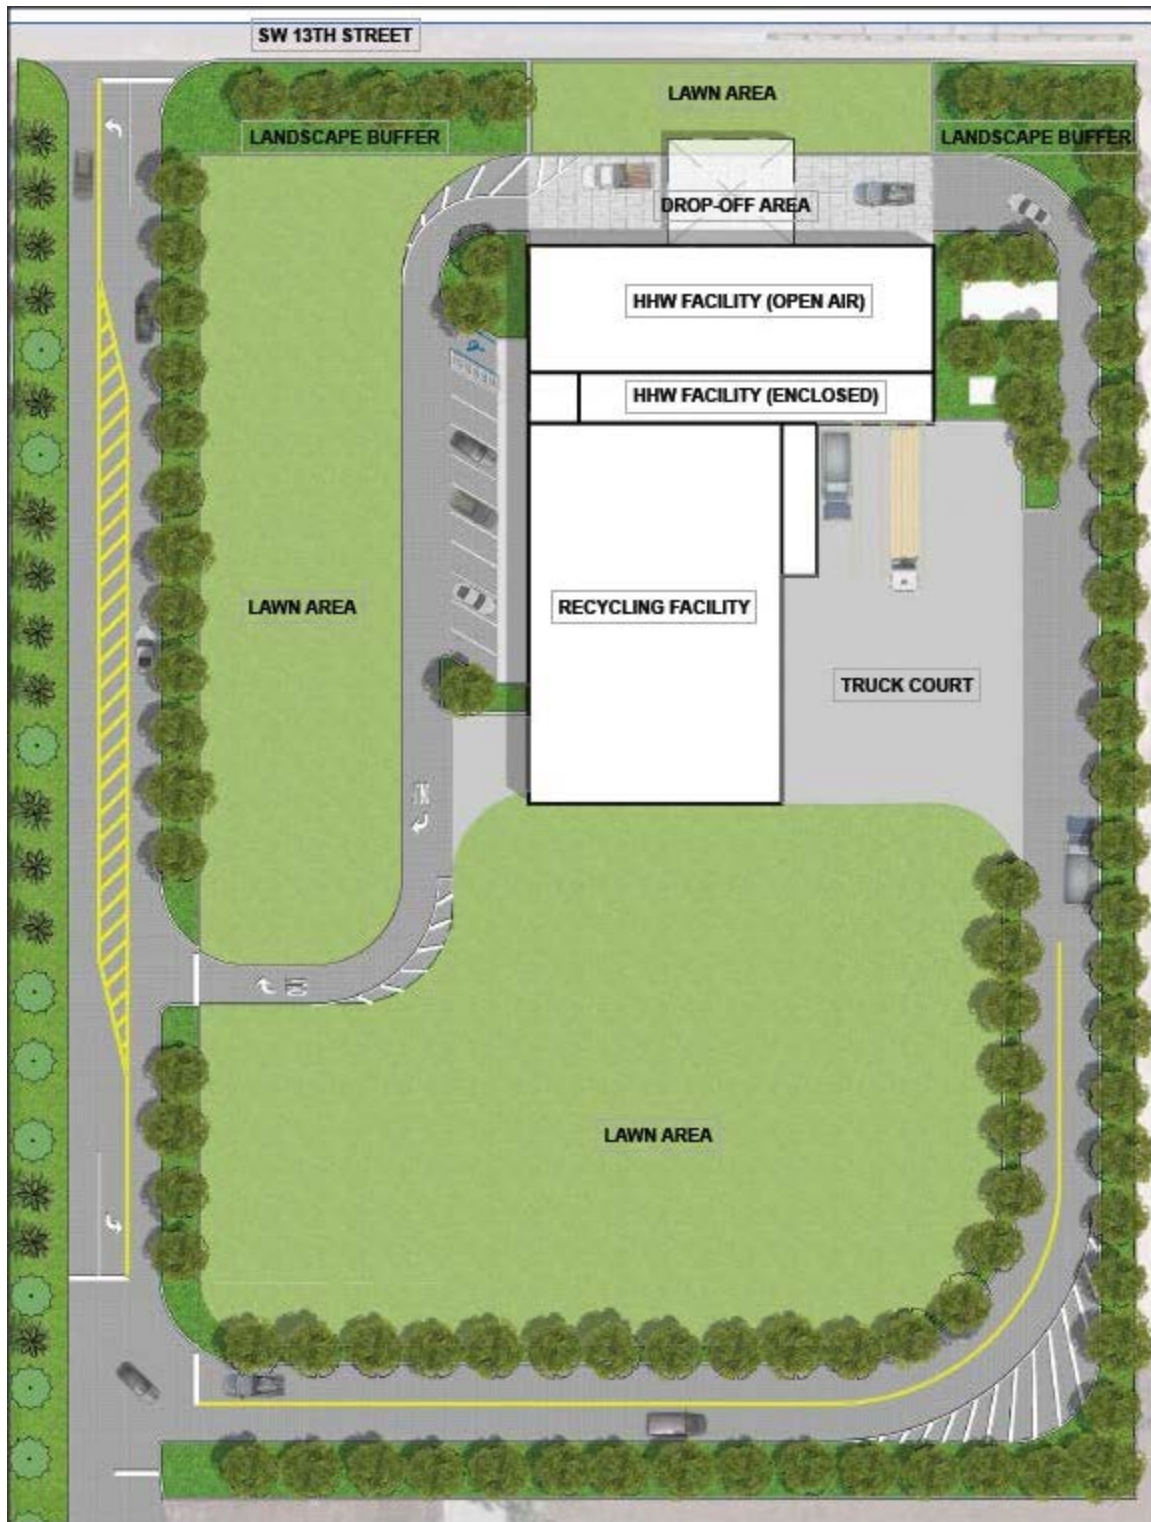 SW 13TH STREET
LAWN AREA
LANDSCAPE BUFFER
LANDSCAPE BUFFER
DROP-OFF AREA
HHW FACILITY (OPEN AIR)
HHW FACILITY (ENCLOSED)
LAWN AREA
RECYCLING FACILITY
TRUCK COURT
LAWN AREA